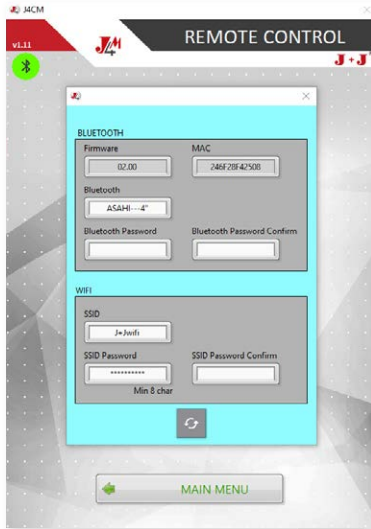 J4CM
v1.11
J4M
REMOTE CONTROL
J+J
BLUETOOTH
Firmware MAC
02.00 246F28F42508
Bluetooth
ASAHI---4"
Bluetooth Password Bluetooth Password Confirm
WIFI
SSID
J+Jwifi
SSID Password SSID Password Confirm
**********
Min 8 char
MAIN MENU